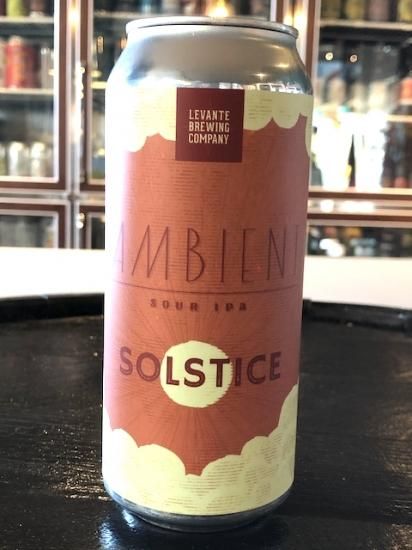 LEVANTE
BREWING
COMPANY
AMBIENT
SOUR IPA
SOLSTICE